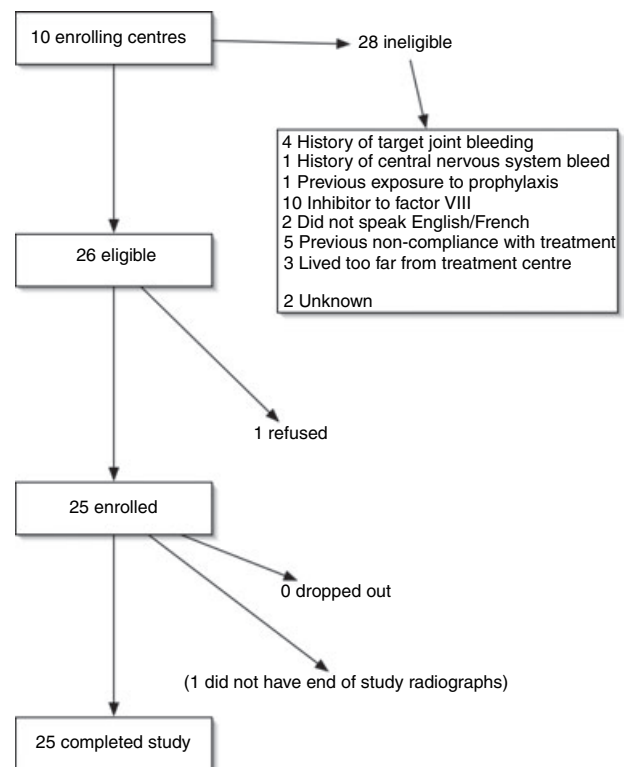 10 enrolling centres
28 ineligible
4 History of target joint bleeding
1 History of central nervous system bleed
1 Previous exposure to prophylaxis
10 Inhibitor to factor VIII
2 Did not speak English/French
5 Previous non-compliance with treatment
3 Lived too far from treatment centre
2 Unknown
26 eligible
1 refused
25 enrolled
0 dropped out
(1 did not have end of study radiographs)
25 completed study